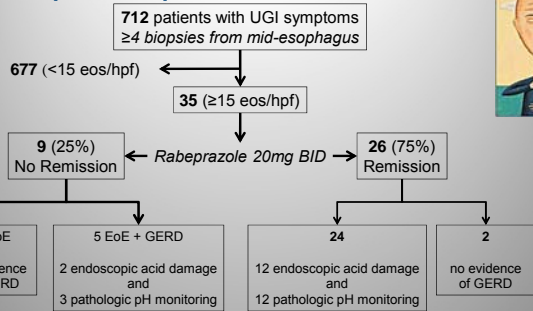 712 patients with UGI symptoms
≥4 biopsies from mid-esophagus
677 (<15 eos/hpf)
35 (≥15 eos/hpf)
9 (25%)
No Remission
Rabeprazole 20mg BID
26 (75%)
Remission
5 EoE + GERD
2 endoscopic acid damage
and
3 pathologic pH monitoring
24
12 endoscopic acid damage
and
12 pathologic pH monitoring
2
no evidence
of GERD